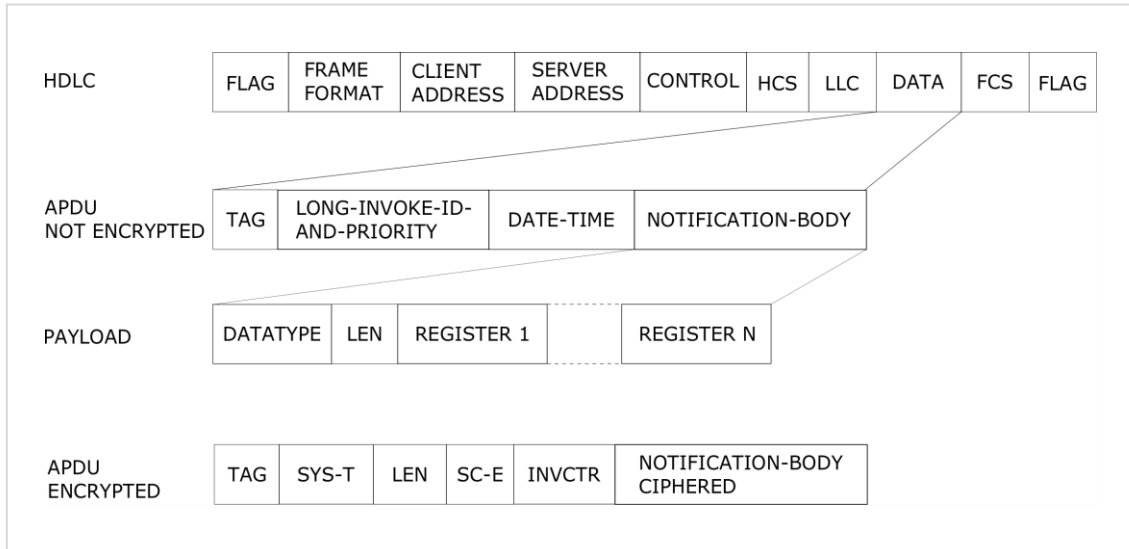 HDLC
FLAG
FRAME
FORMAT
CLIENT
ADDRESS
SERVER
ADDRESS
CONTROL
HCS
LLC
DATA
FCS
FLAG
APDU
NOT ENCRYPTED
TAG
LONG-INVOKE-ID-
AND-PRIORITY
DATE-TIME
NOTIFICATION-BODY
PAYLOAD
DATATYPE
LEN
REGISTER 1
REGISTER N
APDU
ENCRYPTED
TAG
SYS-T
LEN
SC-E
INVCTR
NOTIFICATION-BODY
CIPHERED